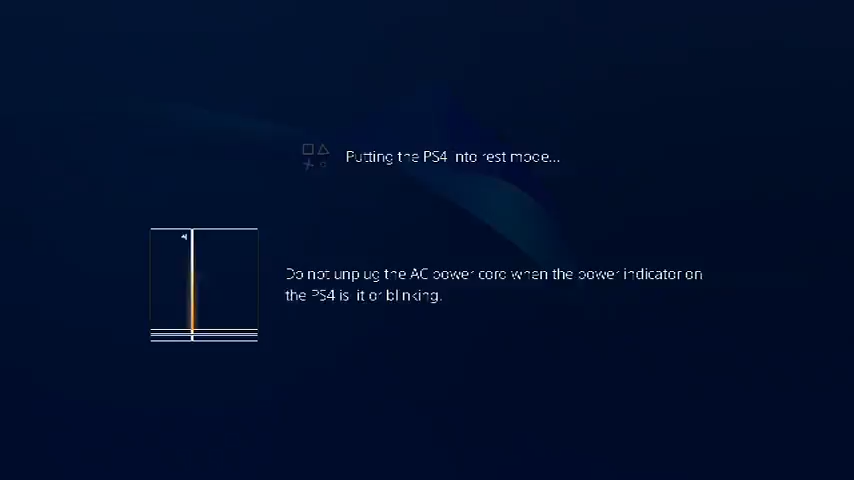 Putting the PS4 into rest mode...
Do not unplug the AC power cord when the power indicator on
the PS4 is lit or blinking.